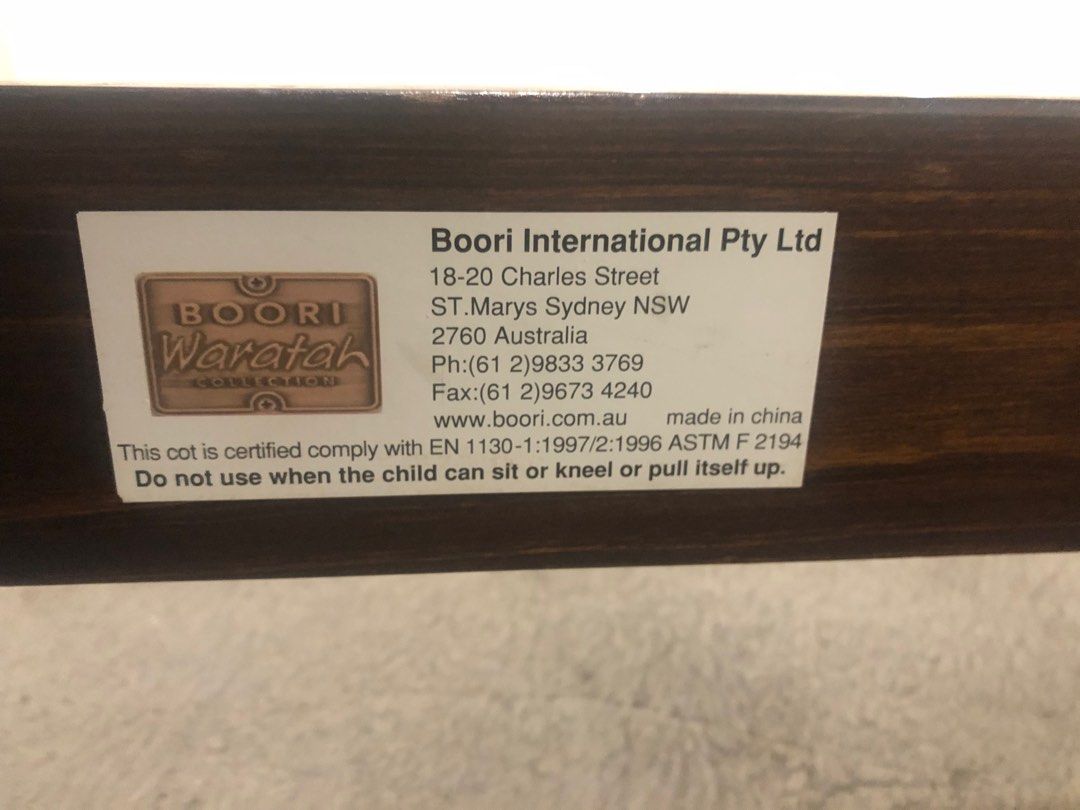 BOORI
Waratah
COLLECTION
Boori International Pty Ltd
18-20 Charles Street
ST.Marys Sydney NSW
2760 Australia
Ph:(61 2)9833 3769
Fax:(61 2)9673 4240
www.boori.com.au made in china
This cot is certified comply with EN 1130-1:1997/2:1996 ASTM F 2194
Do not use when the child can sit or kneel or pull itself up.